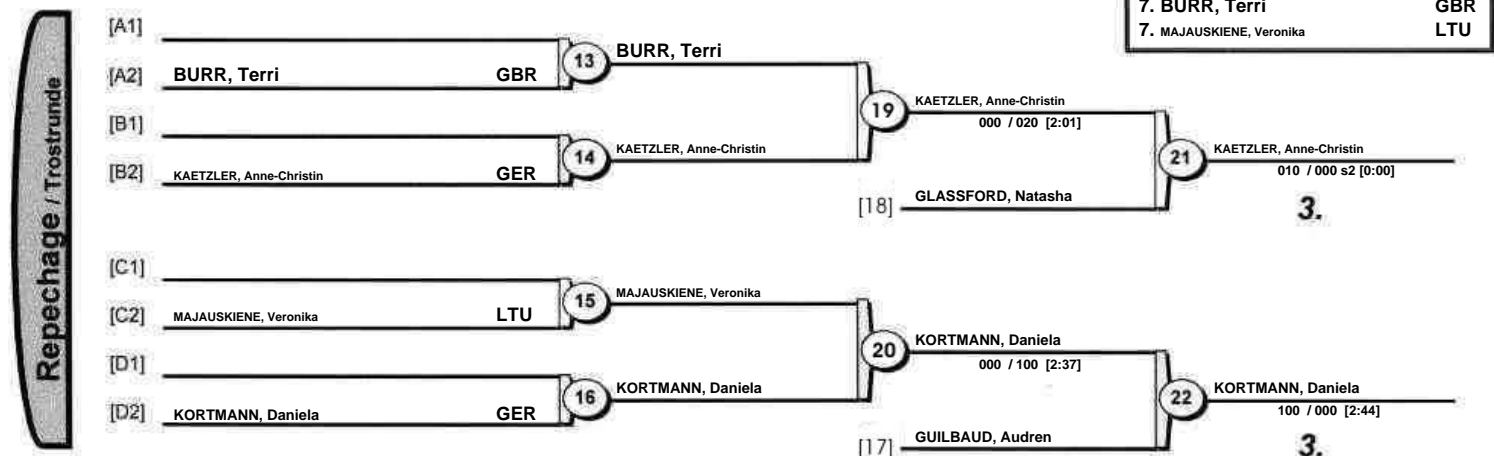 7. BURR, Terri GBR
7. MAJAUSKIENE, Veronika LTU
Repechage / Trostrunde
[A1]
[A2] BURR, Terri GBR
13 BURR, Terri
[B1]
[B2] KAETZLER, Anne-Christin GER
14 KAETZLER, Anne-Christin
19 KAETZLER, Anne-Christin
000 / 020 [2:01]
[18] GLASSFORD, Natasha
21 KAETZLER, Anne-Christin
010 / 000 s2 [0:00]
3.
[C1]
[C2] MAJAUSKIENE, Veronika LTU
15 MAJAUSKIENE, Veronika
[D1]
[D2] KORTMANN, Daniela GER
16 KORTMANN, Daniela
20 KORTMANN, Daniela
000 / 100 [2:37]
[17] GUILBAUD, Audren
22 KORTMANN, Daniela
100 / 000 [2:44]
3.